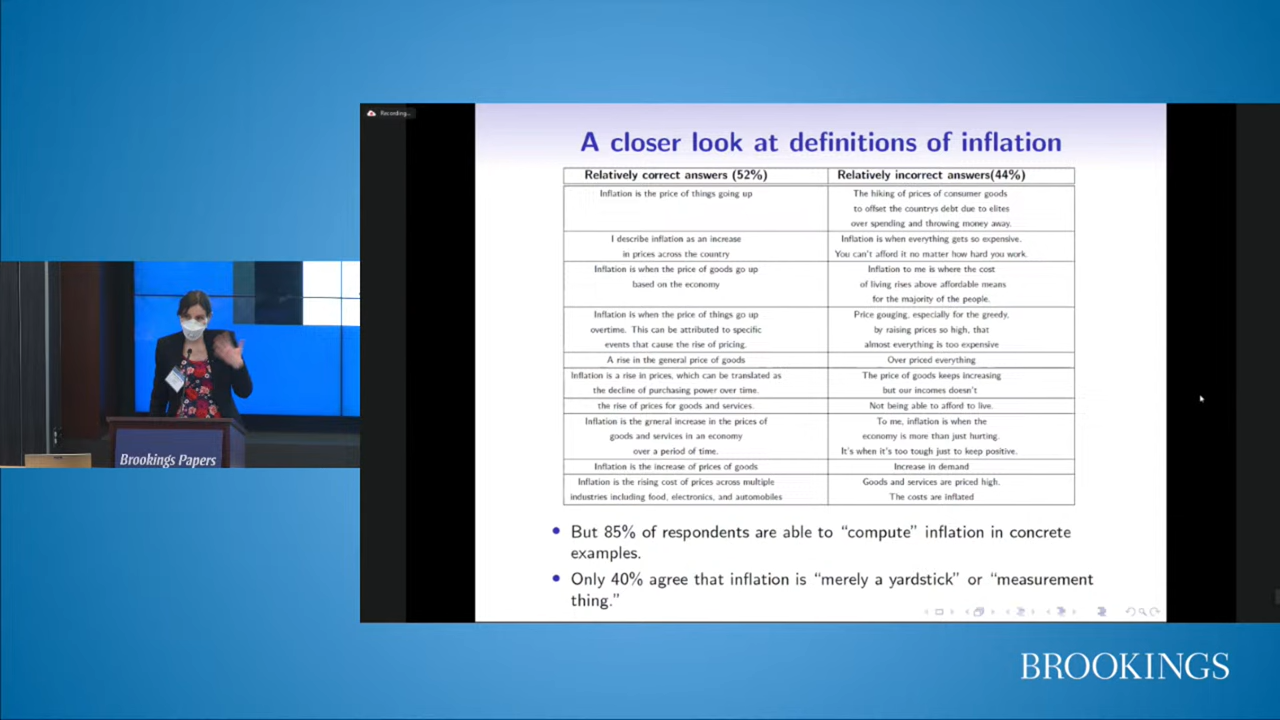 Recording...
A closer look at definitions of inflation
Relatively correct answers (52%)
Relatively incorrect answers(44%)
Inflation is the price of things going up
The hiking of prices of consumer goods
to offset the countrys debt due to elites
over spending and throwing money away.
I describe inflation as an increase
in prices across the country
Inflation is when everything gets so expensive.
You can't afford it no matter how hard you work.
Inflation is when the price of goods go up
based on the economy
Inflation to me is where the cost
of living rises above affordable means
for the majority of the people.
Inflation is when the price of things go up
overtime. This can be attributed to specific
events that cause the rise of pricing.
Price gouging, especially for the greedy,
by raising prices so high, that
almost everything is too expensive
A rise in the general price of goods
Over priced everything
Inflation is a rise in prices, which can be translated as
the decline of purchasing power over time.
The price of goods keeps increasing
but our incomes doesn't
the rise of prices for goods and services.
Not being able to afford to live.
Inflation is the grneral increase in the prices of
goods and services in an economy
over a period of time.
To me, inflation is when the
economy is more than just hurting.
It's when it's too tough just to keep positive.
Inflation is the increase of prices of goods
Increase in demand
Inflation is the rising cost of prices across multiple
industries including food, electronics, and automobiles
Goods and services are priced high.
The costs are inflated
But 85% of respondents are able to "compute" inflation in concrete
examples.
Only 40% agree that inflation is "merely a yardstick" or "measurement
thing."
Brookings Papers
BROOKINGS